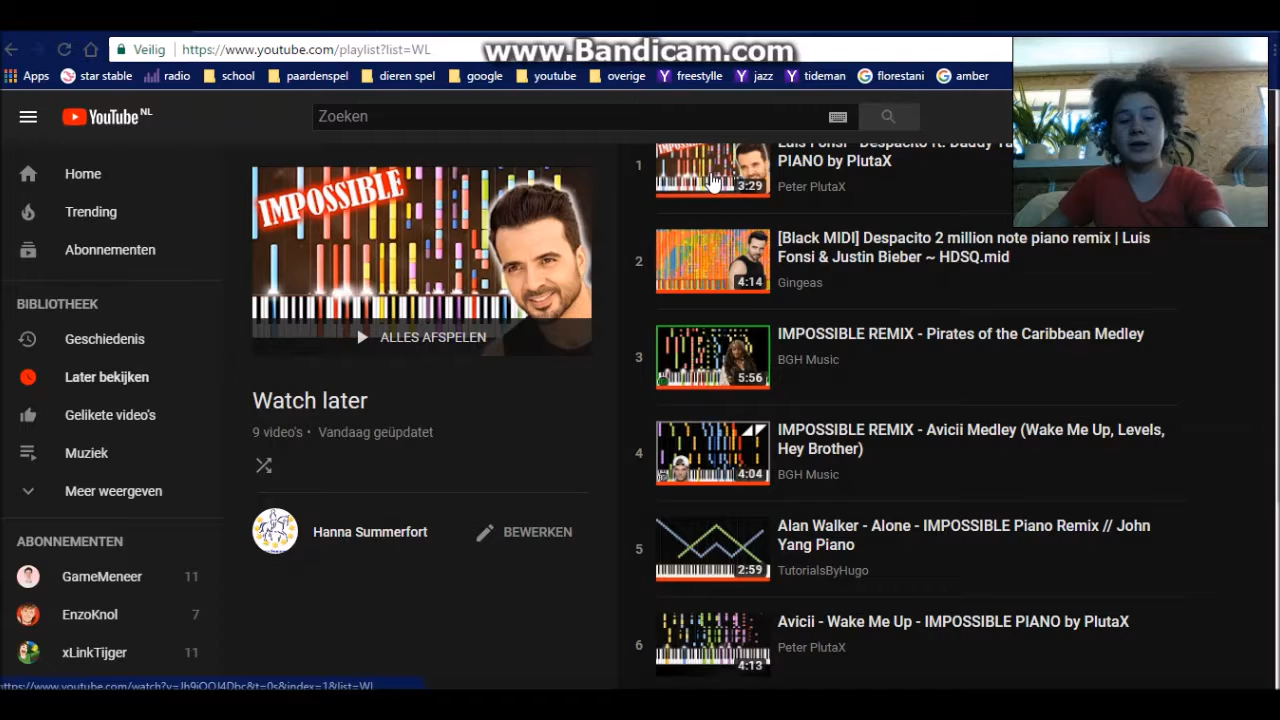 www.Bandicam.com
Veilig
https://www.youtube.com/playlist?list=WL
Apps
star stable
radio
school
paardenspel
dieren spel
google
youtube
overige
freestylle
jazz
tideman
florestani
amber
YouTube NL
Zoeken
Home
Trending
Abonnementen
BIBLIOTHEEK
Geschiedenis
Later bekijken
Gelikete video's
Muziek
Meer weergeven
ABONNEMENTEN
GameMeneer 11
EnzoKnol 7
xLinkTijger 11
IMPOSSIBLE
ALLES AFSPELEN
Watch later
9 video's • Vandaag geüpdatet
Hanna Summerfort
BEWERKEN
1
3:29
Luis Fonsi - Despacito ft. Daddy
PIANO by PlutaX
Peter PlutaX
2
4:14
[Black MIDI] Despacito 2 million note piano remix | Luis
Fonsi & Justin Bieber ~ HDSQ.mid
Gingeas
3
5:56
IMPOSSIBLE REMIX - Pirates of the Caribbean Medley
BGH Music
4
4:04
IMPOSSIBLE REMIX - Avicii Medley (Wake Me Up, Levels,
Hey Brother)
BGH Music
5
2:59
Alan Walker - Alone - IMPOSSIBLE Piano Remix // John
Yang Piano
TutorialsByHugo
6
4:13
Avicii - Wake Me Up - IMPOSSIBLE PIANO by PlutaX
Peter PlutaX